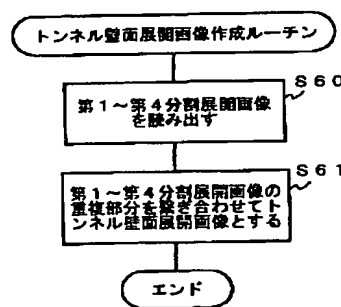 トンネル壁面展開画像作成ルーチン
S60
第1～第4分割展開画像
を読み出す
S61
第1～第4分割展開画像の
重複部分を繋ぎ合わせてト
ンネル壁面展開画像とする
エンド